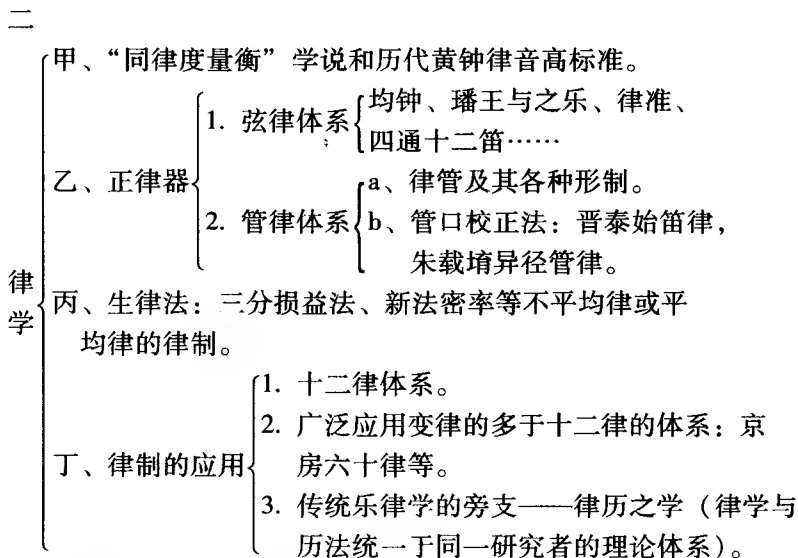 二
甲、“同律度量衡”学说和历代黄钟律音高标准。
1. 弦律体系
均钟、璠王与之乐、律准、
四通十二笛……
乙、正律器
a、律管及其各种形制。
2. 管律体系
b、管口校正法：晋泰始笛律，
朱载堉异径管律。
律学
丙、生律法：三分损益法、新法密率等不平均律或平
均律的律制。
1. 十二律体系。
2. 广泛应用变律的多于十二律的体系：京
丁、律制的应用
房六十律等。
3. 传统乐律学的旁支——律历之学（律学与
历法统一于同一研究者的理论体系）。